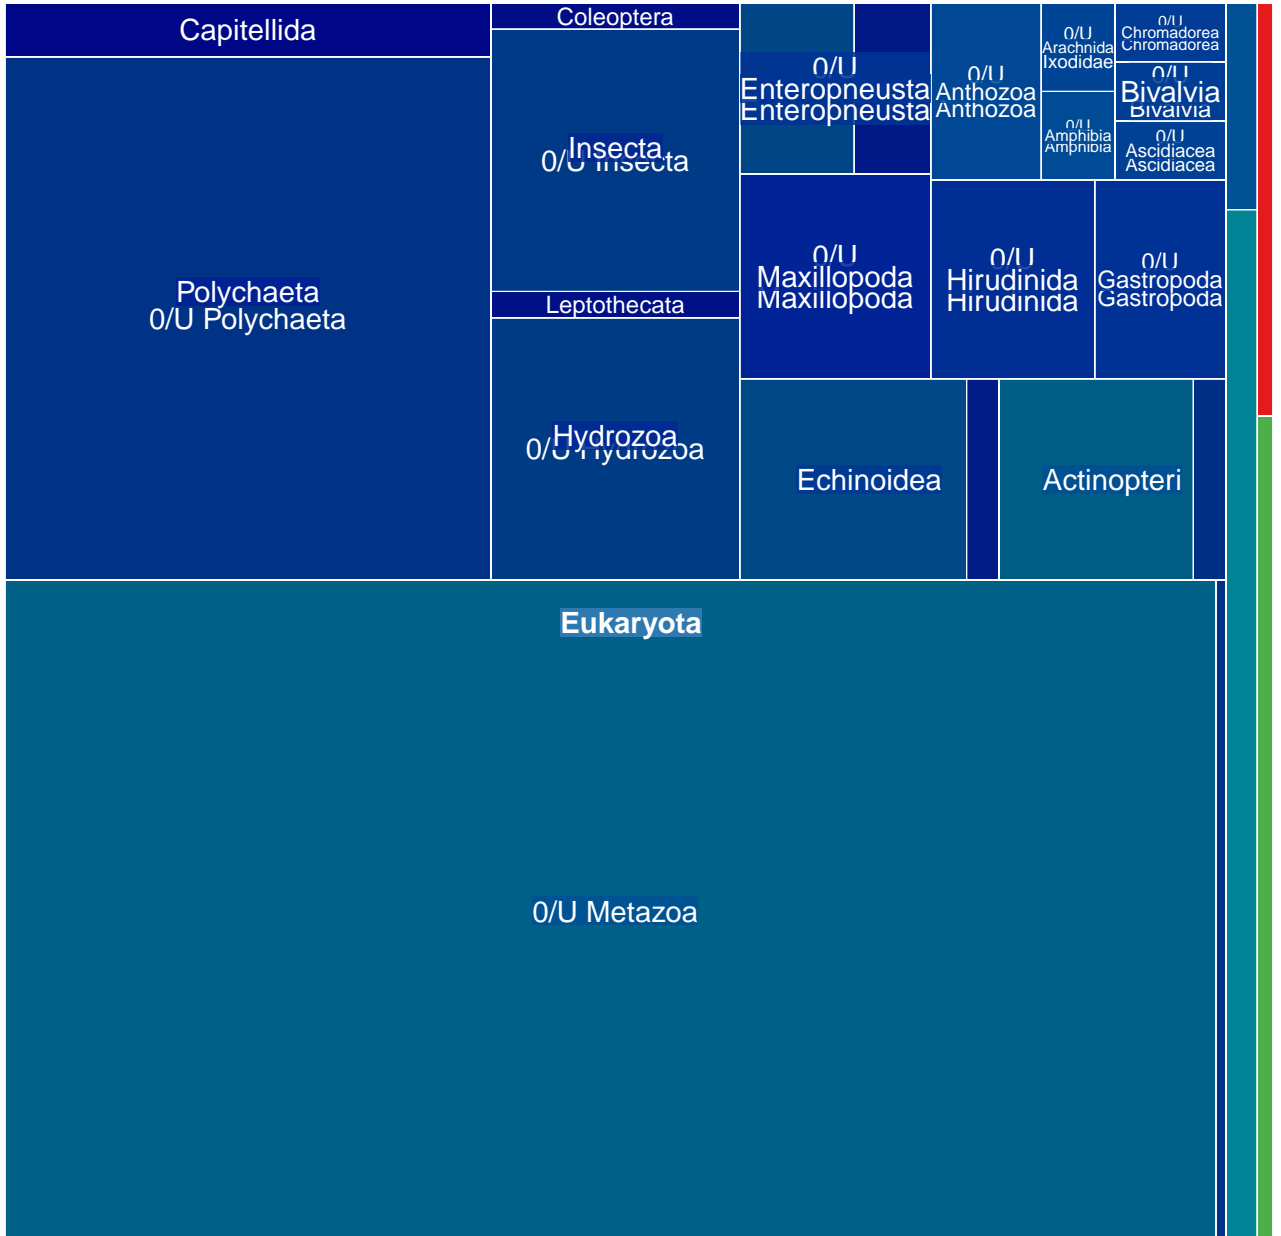 Capitellida
Polychaeta
0/U Polychaeta
Coleoptera
Insecta
0/U Insecta
Leptothecata
Hydrozoa
0/U Hydrozoa
0/U
Enteropneusta
Enteropneusta
0/U
Maxillopoda
Maxillopoda
0/U
Anthozoa
Anthozoa
0/U
Arachnida
Ixodidae
0/U
Amphibia
Amphibia
0/U
Chromadorea
Chromadorea
0/U
Bivalvia
Bivalvia
0/U
Ascidiacea
Ascidiacea
0/U
Hirudinida
Hirudinida
0/U
Gastropoda
Gastropoda
Echinoidea
Actinopteri
Eukaryota
0/U Metazoa